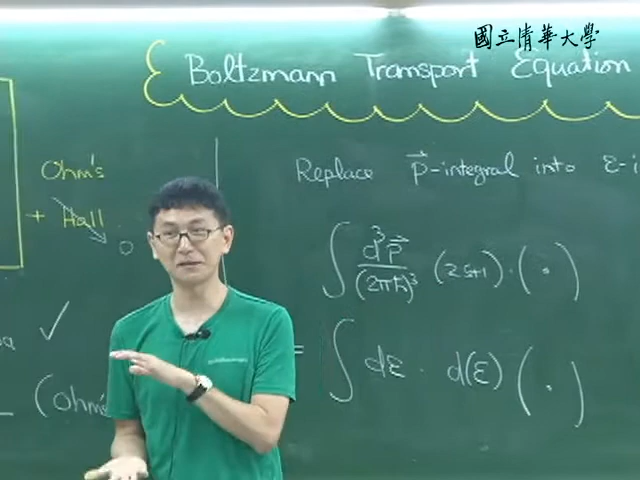 國立清華大學
Boltzmann Transport Equation
Ohm's
+ Hall
0
Replace p⃗-integral into ε-i
∫ d³p⃗/(2πħ)³ (2s+1)·(•)
= ∫ dε · d(ε) (•)
(Ohm's